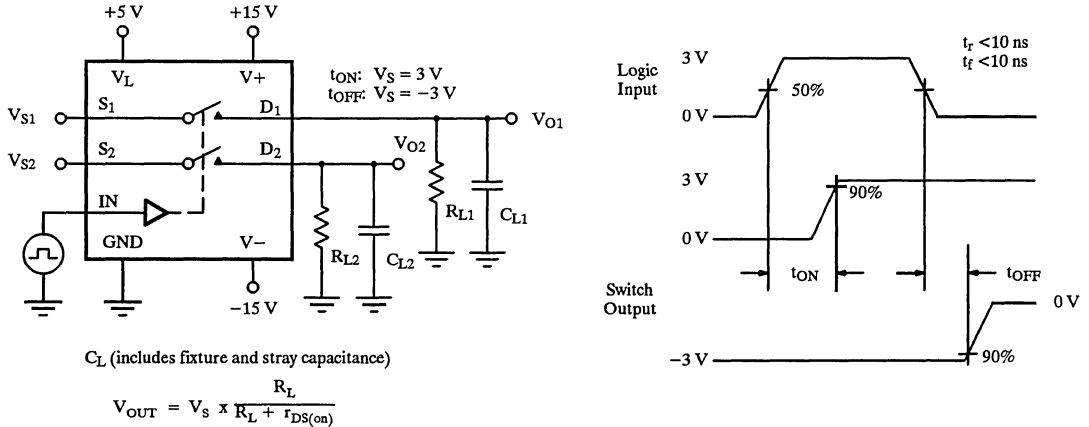 +5 V
+15 V
V_L
V+
t_ON: V_S = 3 V
t_OFF: V_S = −3 V
V_S1
S_1
D_1
V_O1
V_S2
S_2
D_2
V_O2
IN
R_L1
C_L1
GND
V−
R_L2
C_L2
−15 V
C_L (includes fixture and stray capacitance)
V_OUT = V_S x R_L / R_L + r_DS(on)
t_r <10 ns
t_f <10 ns
Logic
Input
3 V
50%
0 V
3 V
90%
0 V
t_ON
t_OFF
Switch
Output
0 V
−3 V
90%